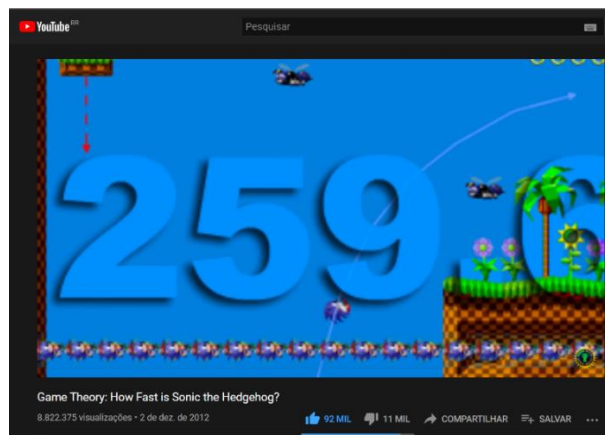 YouTube BR
Pesquisar
259.6
Game Theory: How Fast is Sonic the Hedgehog?
8.822.375 visualizações • 2 de dez. de 2012
92 MIL 11 MIL COMPARTILHAR SALVAR ...